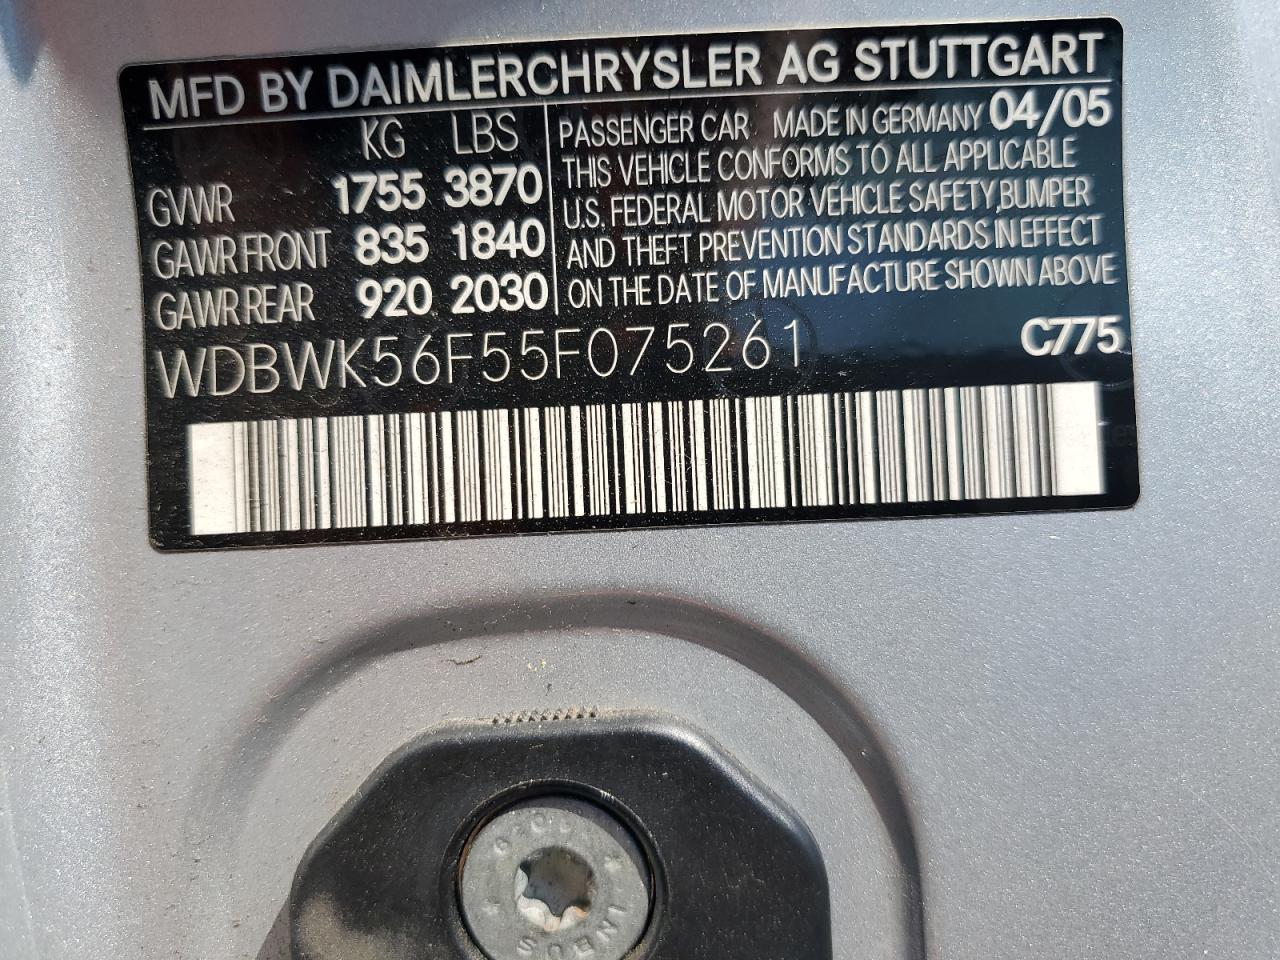 MFD BY DAIMLERCHRYSLER AG STUTTGART
KG LBS
GVWR 1755 3870
GAWR FRONT 835 1840
GAWR REAR 920 2030
PASSENGER CAR MADE IN GERMANY 04/05
THIS VEHICLE CONFORMS TO ALL APPLICABLE
U.S. FEDERAL MOTOR VEHICLE SAFETY, BUMPER
AND THEFT PREVENTION STANDARDS IN EFFECT
ON THE DATE OF MANUFACTURE SHOWN ABOVE
WDBWK56F55F075261
C775
INBUS